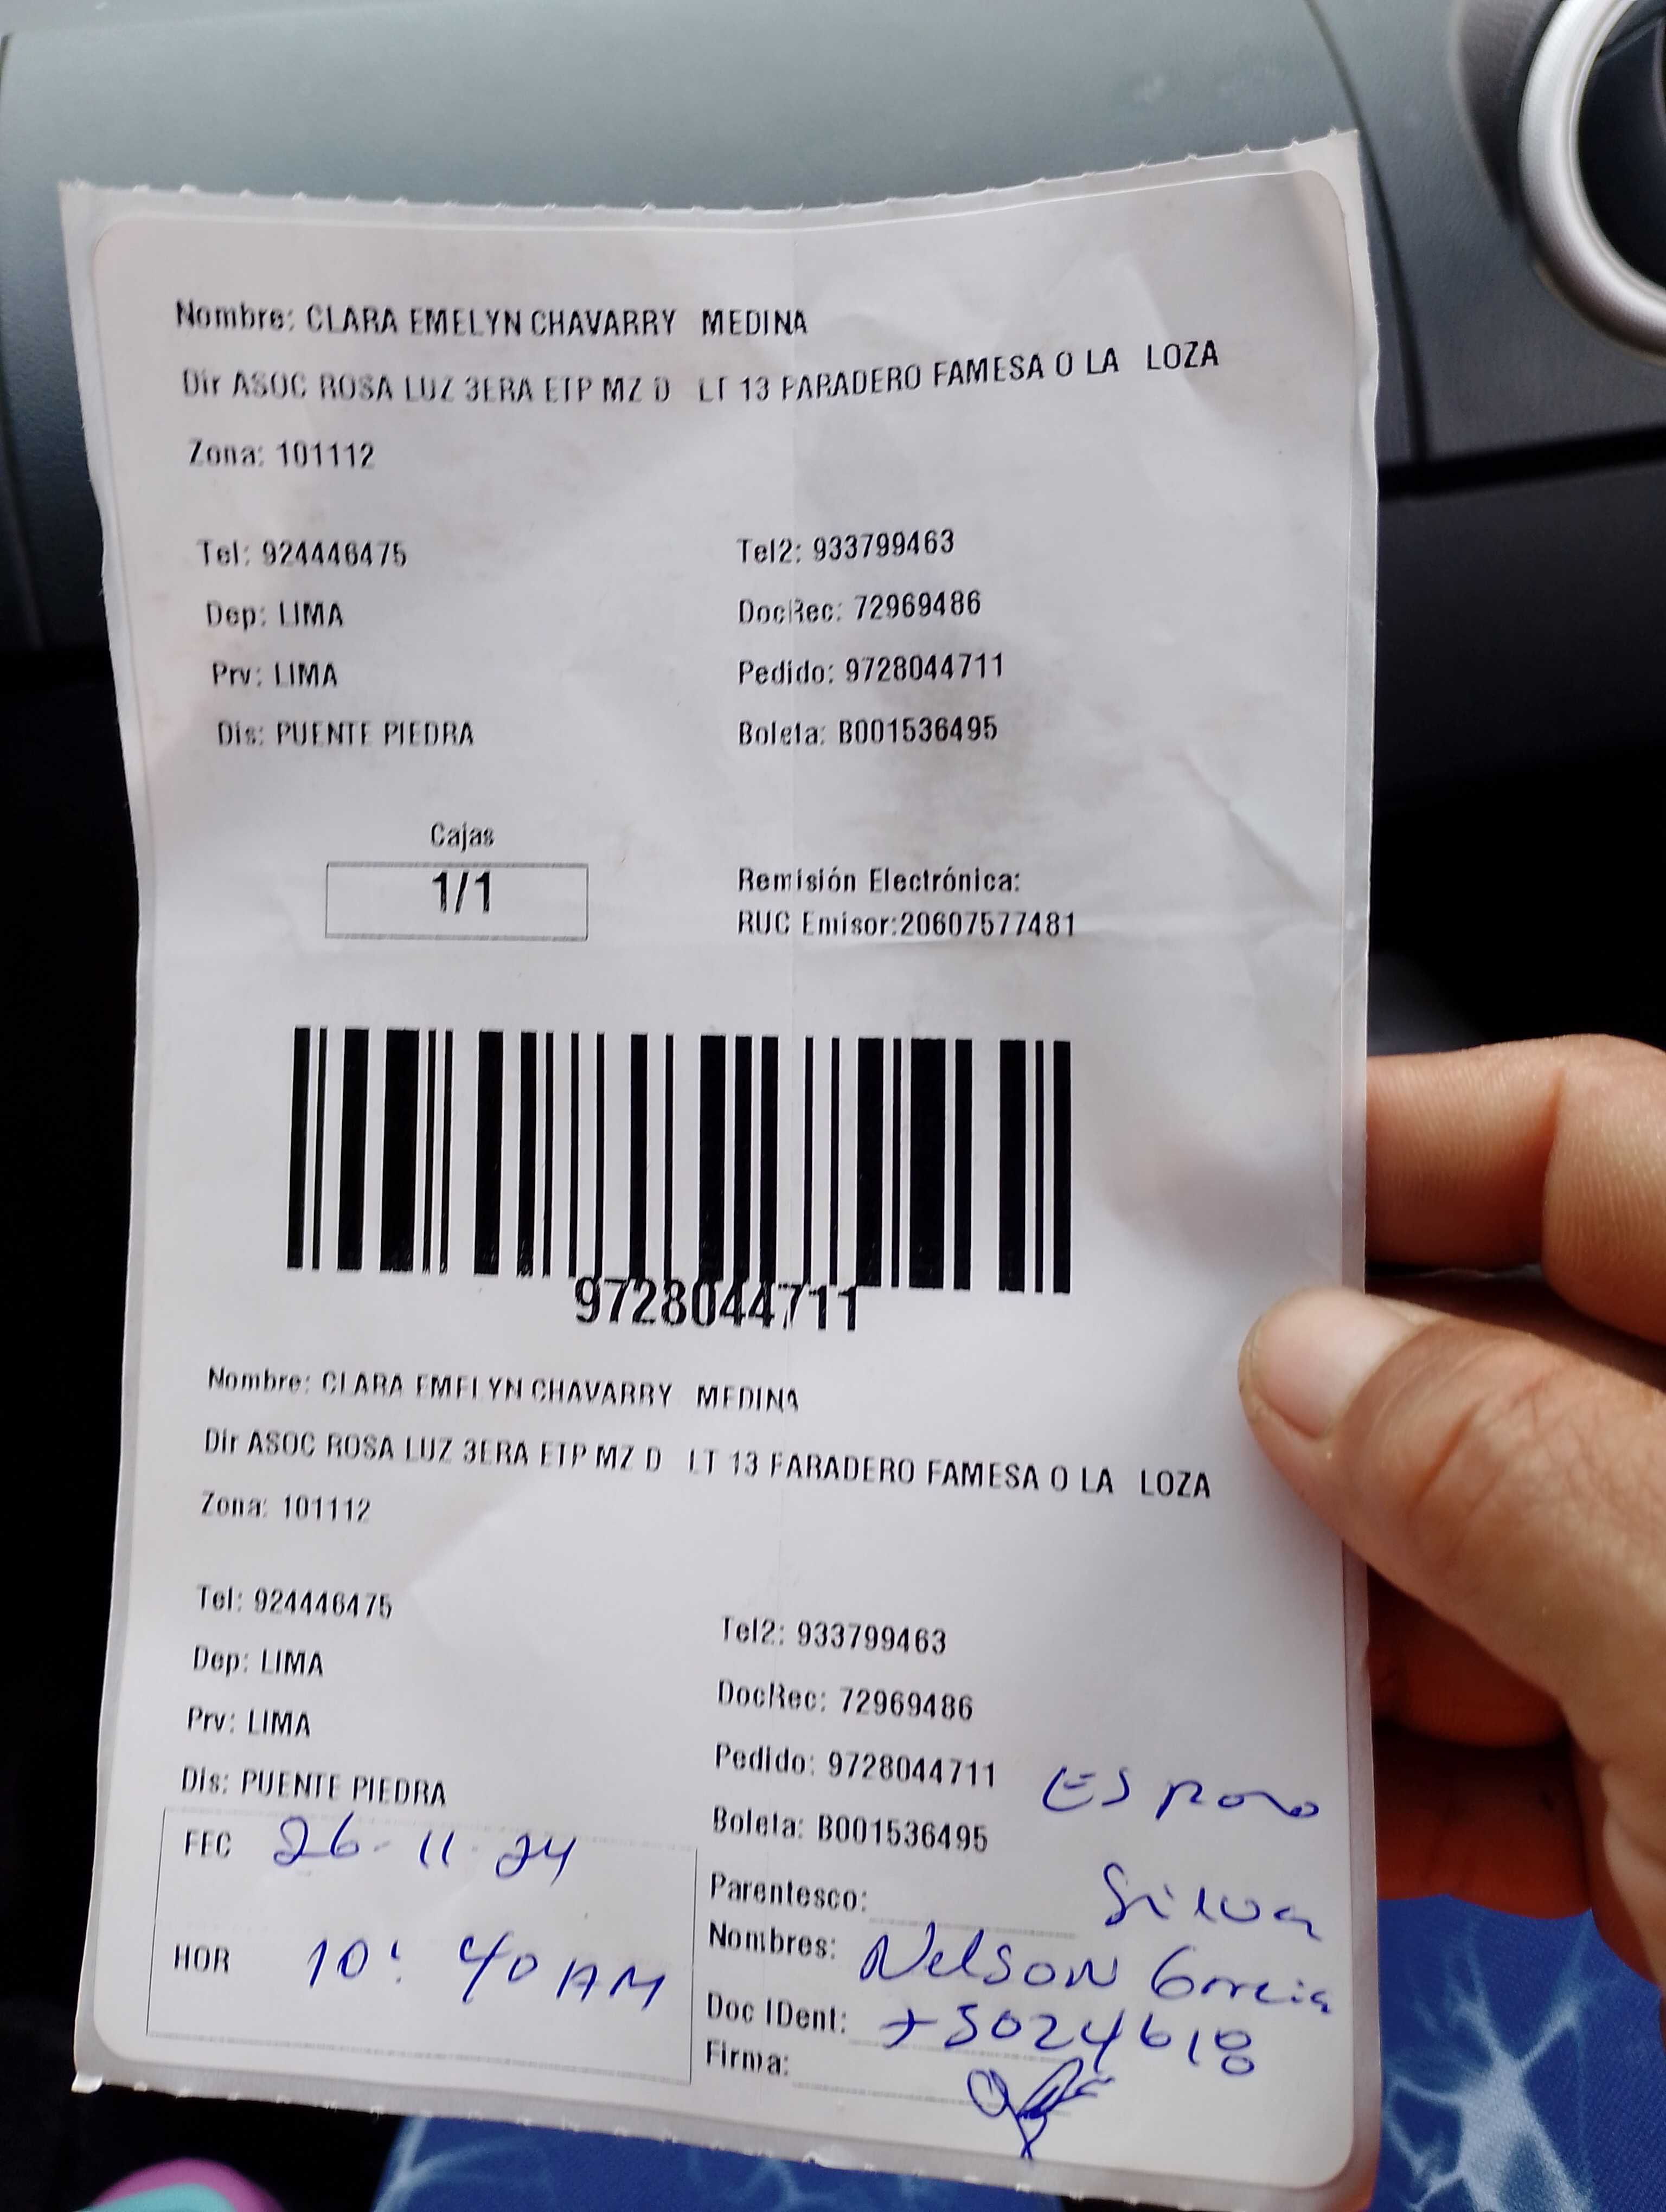 Nombre: CLARA EMELYN CHAVARRY MEDINA
Dir ASOC ROSA LUZ 3ERA ETP MZ D LT 13 PARADERO FAMESA O LA LOZA
Zona: 101112
Tel: 924446475 Tel2: 933799463
Dep: LIMA DocRec: 72969486
Prv: LIMA Pedido: 9728044711
Dis: PUENTE PIEDRA Boleta: B001536495
Cajas
1/1
Remisión Electrónica:
RUC Emisor:20607577481
9728044711
Nombre: CLARA EMELYN CHAVARRY MEDINA
Dir ASOC ROSA LUZ 3ERA ETP MZ D LT 13 PARADERO FAMESA O LA LOZA
Zona: 101112
Tel: 924446475 Tel2: 933799463
Dep: LIMA DocRec: 72969486
Prv: LIMA Pedido: 9728044711
Dis: PUENTE PIEDRA Boleta: B001536495
FEC 26-11-24
HOR 10:40 AM
Esposo
Parentesco:
Silva
Nombres: Nelson Garcia
Doc IDent: 75024618
Firma: